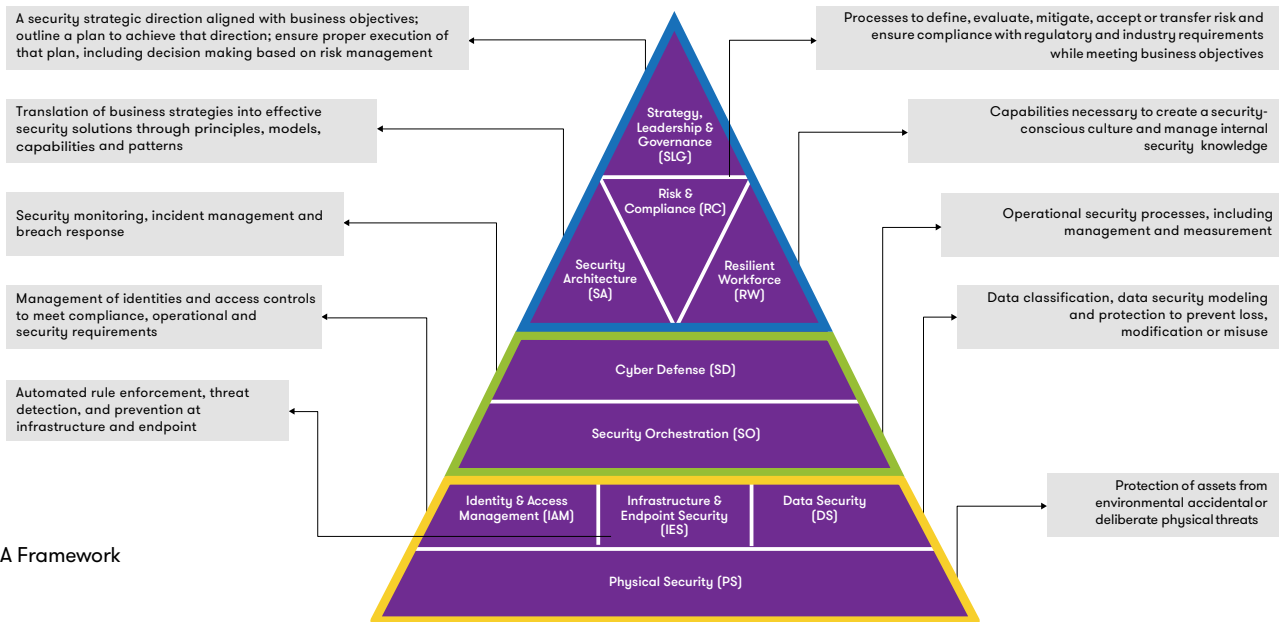 A security strategic direction aligned with business objectives;
outline a plan to achieve that direction; ensure proper execution of
that plan, including decision making based on risk management
Processes to define, evaluate, mitigate, accept or transfer risk and
ensure compliance with regulatory and industry requirements
while meeting business objectives
Translation of business strategies into effective
security solutions through principles, models,
capabilities and patterns
Capabilities necessary to create a security-
conscious culture and manage internal
security knowledge
Security monitoring, incident management and
breach response
Operational security processes, including
management and measurement
Management of identities and access controls
to meet compliance, operational and
security requirements
Data classification, data security modeling
and protection to prevent loss,
modification or misuse
Automated rule enforcement, threat
detection, and prevention at
infrastructure and endpoint
Protection of assets from
environmental accidental or
deliberate physical threats
Strategy,
Leadership &
Governance
(SLG)
Risk &
Compliance (RC)
Security
Architecture
(SA)
Resilient
Workforce
(RW)
Cyber Defense (SD)
Security Orchestration (SO)
Identity & Access
Management (IAM)
Infrastructure &
Endpoint Security
(IES)
Data Security
(DS)
Physical Security (PS)
A Framework